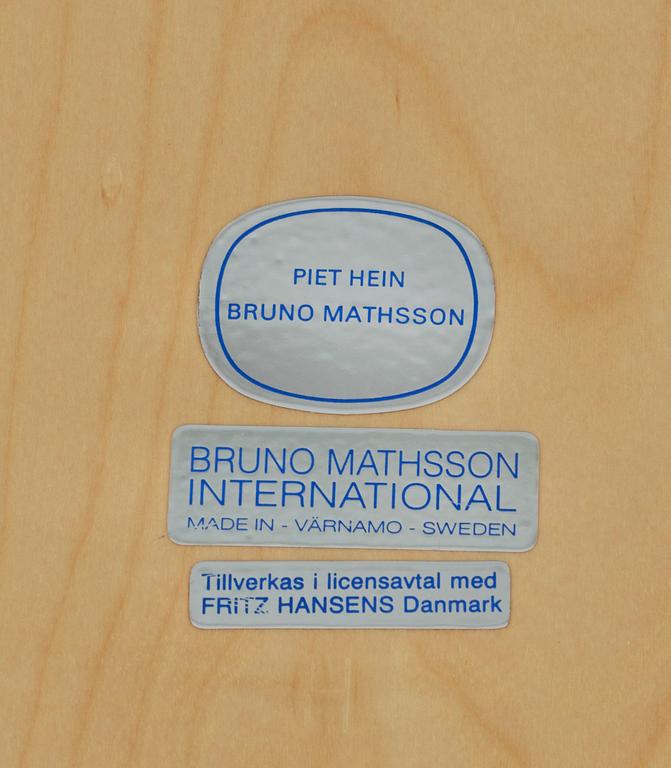 PIET HEIN
BRUNO MATHSSON
BRUNO MATHSSON
INTERNATIONAL
MADE IN - VÄRNAMO - SWEDEN
Tillverkas i licensavtal med
FRITZ HANSENS Danmark